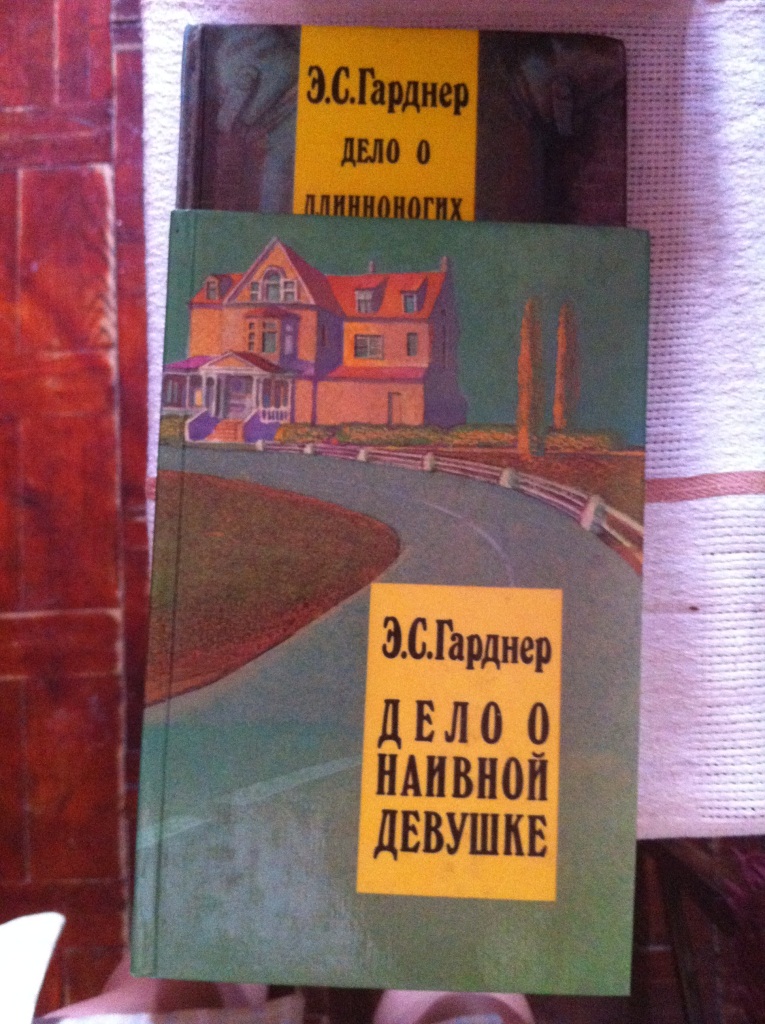 Э.С.Гарднер
ДЕЛО О
ДЛИННОНОГИХ
Э.С.Гарднер
ДЕЛО О
НАИВНОЙ
ДЕВУШКЕ